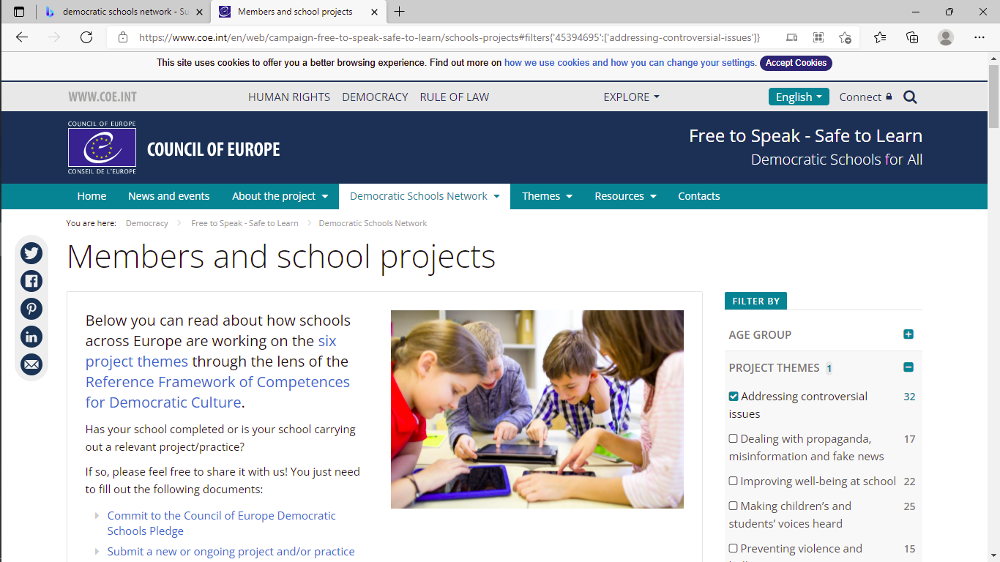 democratic schools network - Su
Members and school projects
https://www.coe.int/en/web/campaign-free-to-speak-safe-to-learn/schools-projects#filters{'45394695':['addressing-controversial-issues']}
This site uses cookies to offer you a better browsing experience. Find out more on how we use cookies and how you can change your settings. Accept Cookies
WWW.COE.INT
HUMAN RIGHTS DEMOCRACY RULE OF LAW
EXPLORE
English
Connect
COUNCIL OF EUROPE
CONSEIL DE L'EUROPE
COUNCIL OF EUROPE
Free to Speak - Safe to Learn
Democratic Schools for All
Home News and events About the project Democratic Schools Network Themes Resources Contacts
You are here: Democracy Free to Speak - Safe to Learn Democratic Schools Network
Members and school projects
Below you can read about how schools
across Europe are working on the six
project themes through the lens of the
Reference Framework of Competences
for Democratic Culture.
Has your school completed or is your school carrying
out a relevant project/practice?
If so, please feel free to share it with us! You just need
to fill out the following documents:
Commit to the Council of Europe Democratic
Schools Pledge
Submit a new or ongoing project and/or practice
FILTER BY
AGE GROUP
PROJECT THEMES 1
Addressing controversial 32
issues
Dealing with propaganda, 17
misinformation and fake news
Improving well-being at school 22
Making children's and 25
students' voices heard
Preventing violence and 15